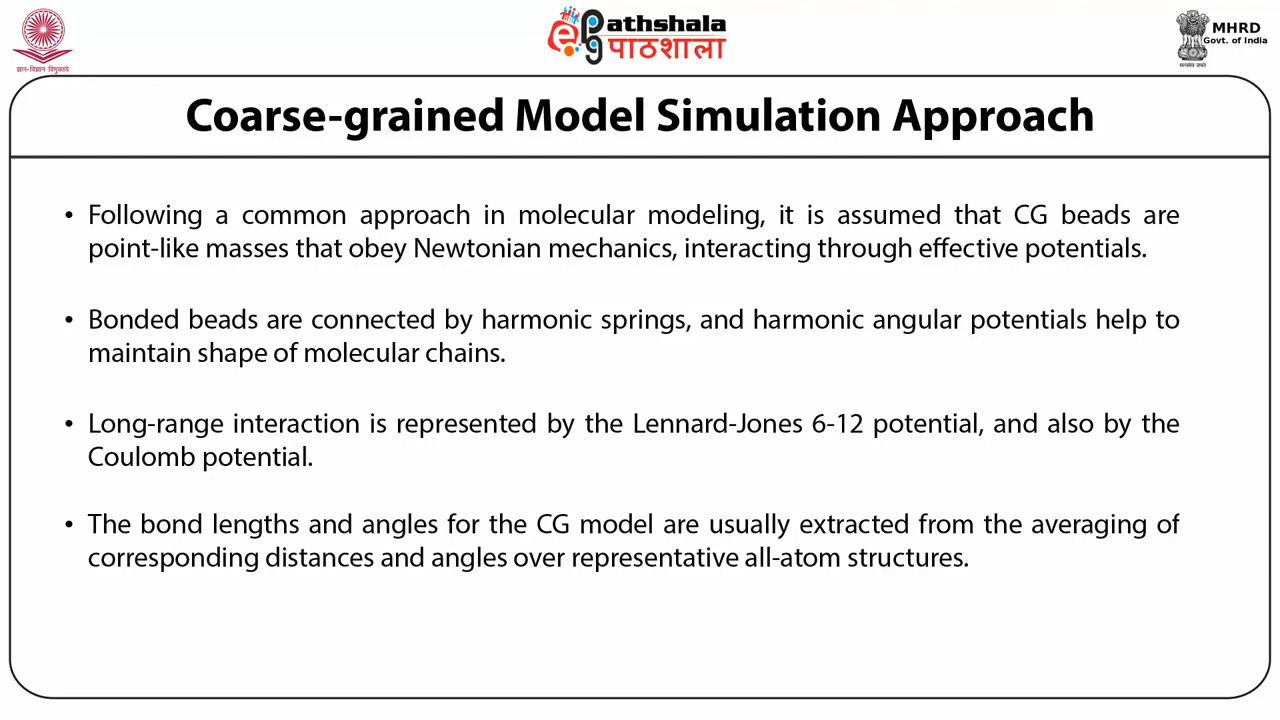 ज्ञान-विज्ञान विमुक्तये
ePG Pathshala
पाठशाला
सत्यमेव जयते
MHRD
Govt. of India
Coarse-grained Model Simulation Approach
• Following a common approach in molecular modeling, it is assumed that CG beads are
point-like masses that obey Newtonian mechanics, interacting through effective potentials.
• Bonded beads are connected by harmonic springs, and harmonic angular potentials help to
maintain shape of molecular chains.
• Long-range interaction is represented by the Lennard-Jones 6-12 potential, and also by the
Coulomb potential.
• The bond lengths and angles for the CG model are usually extracted from the averaging of
corresponding distances and angles over representative all-atom structures.